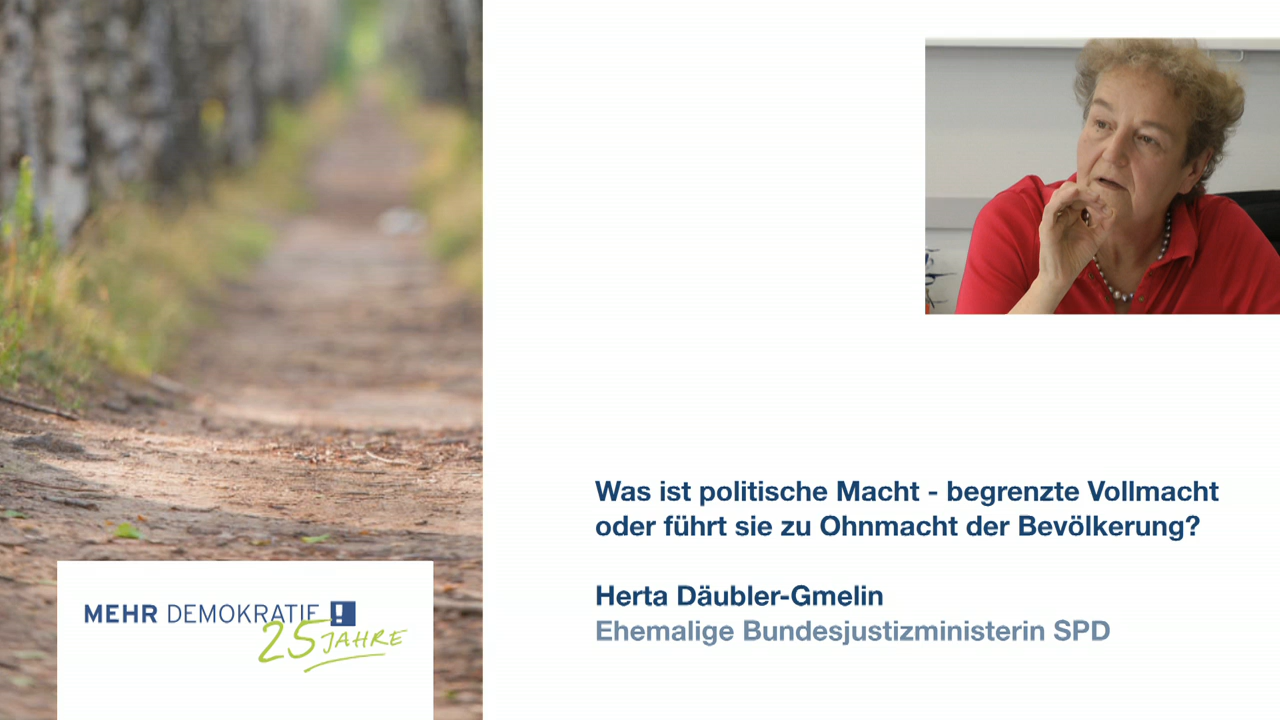 Was ist politische Macht - begrenzte Vollmacht
oder führt sie zu Ohnmacht der Bevölkerung?
Herta Däubler-Gmelin
Ehemalige Bundesjustizministerin SPD
MEHR DEMOKRATIE !
25 JAHRE